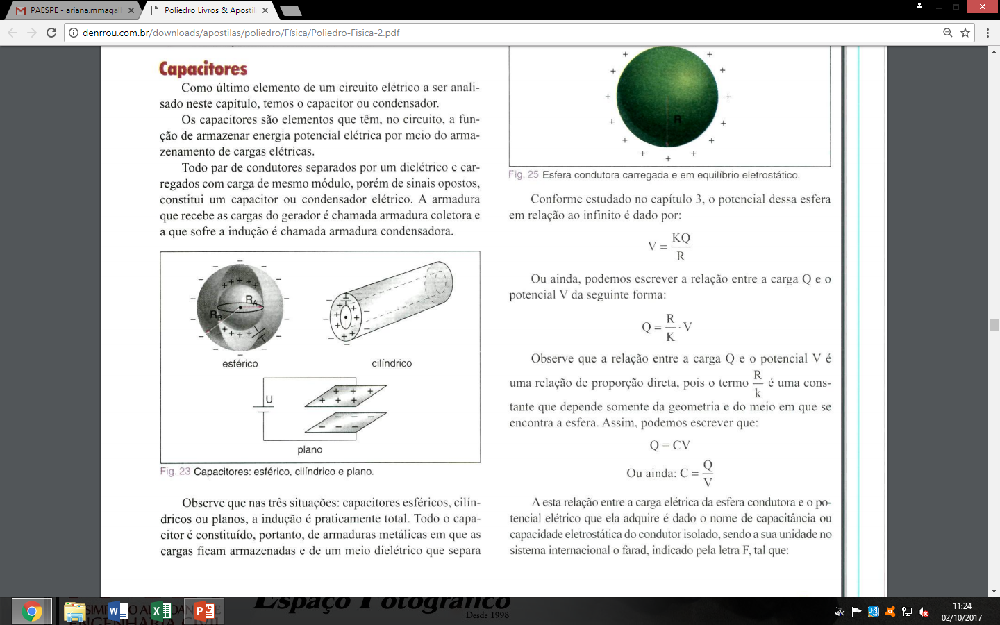 PAESPE - ariana.mmagal
Poliedro Livros & Apostil
denrrou.com.br/downloads/apostilas/poliedro/Física/Poliedro-Fisica-2.pdf
Capacitores
Como último elemento de um circuito elétrico a ser anali-
sado neste capítulo, temos o capacitor ou condensador.
Os capacitores são elementos que têm, no circuito, a fun-
ção de armazenar energia potencial elétrica por meio do arma-
zenamento de cargas elétricas.
Todo par de condutores separados por um dielétrico e car-
regados com carga de mesmo módulo, porém de sinais opostos,
constitui um capacitor ou condensador elétrico. A armadura
que recebe as cargas do gerador é chamada armadura coletora e
a que sofre a indução é chamada armadura condensadora.
R_A
R_B
esférico
cilíndrico
U
plano
Fig. 23 Capacitores: esférico, cilíndrico e plano.
Observe que nas três situações: capacitores esféricos, cilín-
dricos ou planos, a indução é praticamente total. Todo o capa-
citor é constituído, portanto, de armaduras metálicas em que as
cargas ficam armazenadas e de um meio dielétrico que separa
R
Fig. 25 Esfera condutora carregada e em equilíbrio eletrostático.
Conforme estudado no capítulo 3, o potencial dessa esfera
em relação ao infinito é dado por:
V = KQ/R
Ou ainda, podemos escrever a relação entre a carga Q e o
potencial V da seguinte forma:
Q = R/K · V
Observe que a relação entre a carga Q e o potencial V é
uma relação de proporção direta, pois o termo R/k é uma cons-
tante que depende somente da geometria e do meio em que se
encontra a esfera. Assim, podemos escrever que:
Q = CV
Ou ainda: C = Q/V
A esta relação entre a carga elétrica da esfera condutora e o po-
tencial elétrico que ela adquire é dado o nome de capacitância ou
capacidade eletrostática do condutor isolado, sendo a sua unidade no
sistema internacional o farad, indicado pela letra F, tal que:
Espaço Fotográfico
Desde 1998
11:24
02/10/2017